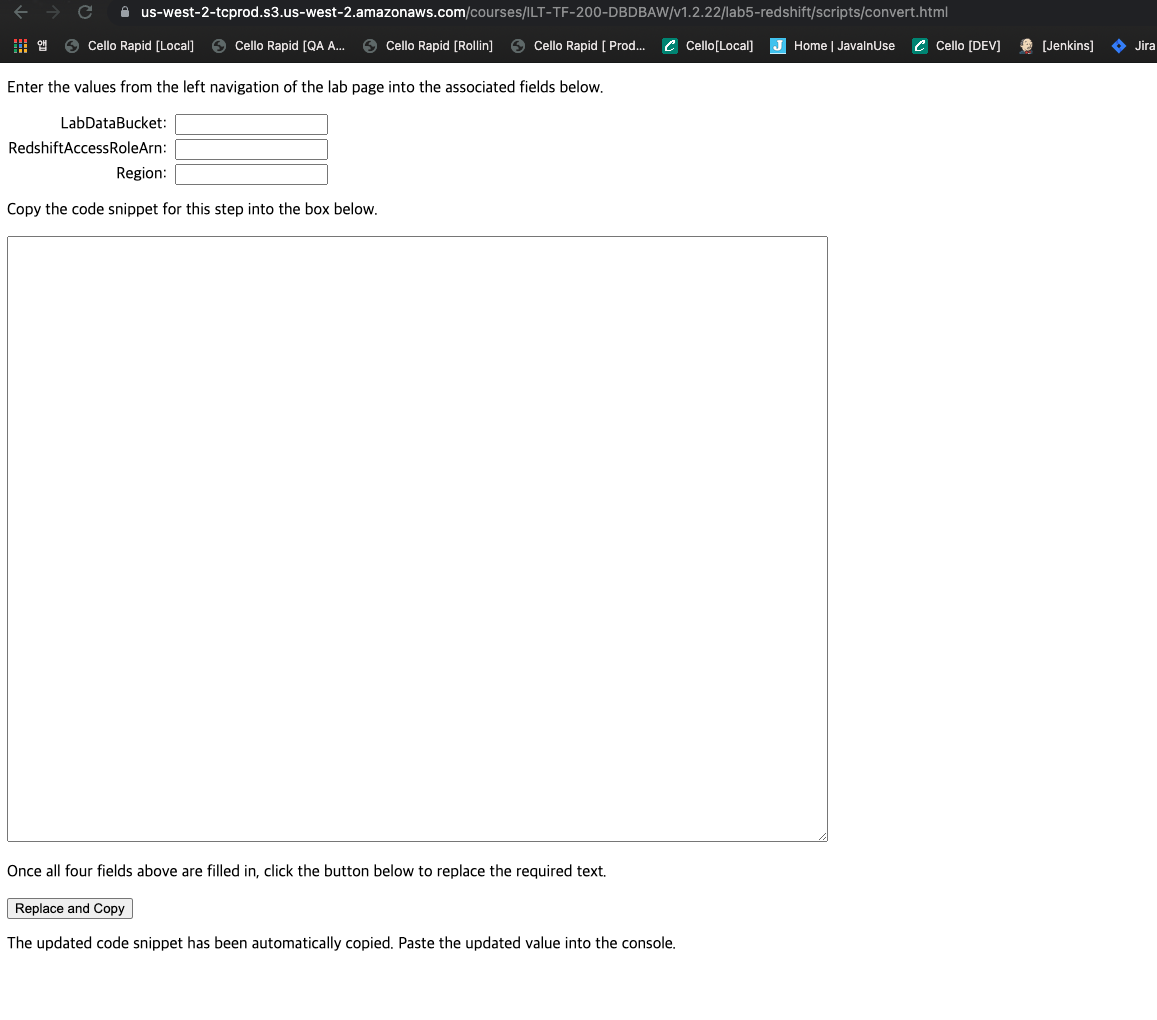 us-west-2-tcprod.s3.us-west-2.amazonaws.com/courses/ILT-TF-200-DBDBAW/v1.2.22/lab5-redshift/scripts/convert.html
앱 Cello Rapid [Local] Cello Rapid [QA A... Cello Rapid [Rollin] Cello Rapid [ Prod... Cello[Local] J Home | JavaInUse Cello [DEV] [Jenkins] Jira
Enter the values from the left navigation of the lab page into the associated fields below.
LabDataBucket:
RedshiftAccessRoleArn:
Region:
Copy the code snippet for this step into the box below.
Once all four fields above are filled in, click the button below to replace the required text.
Replace and Copy
The updated code snippet has been automatically copied. Paste the updated value into the console.